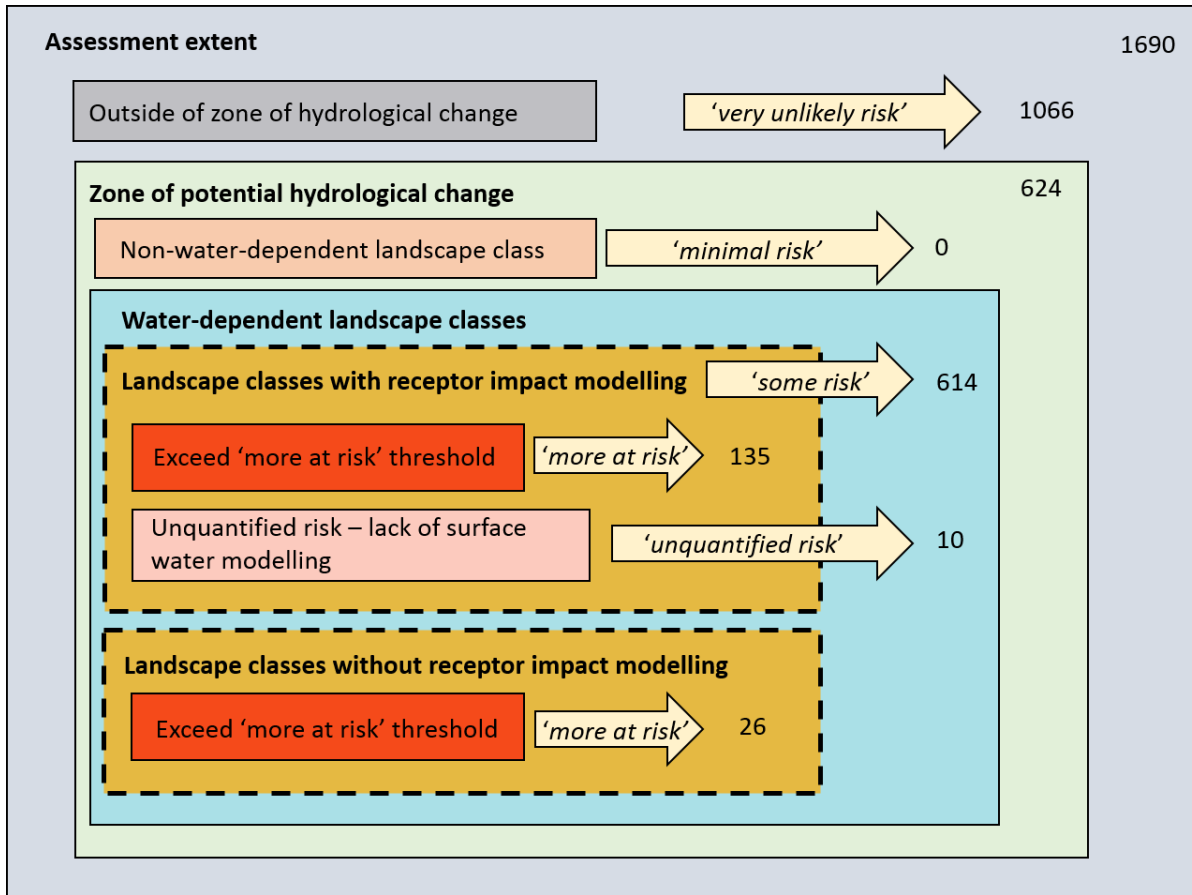 Assessment extent
1690
Outside of zone of hydrological change
‘very unlikely risk’
1066
Zone of potential hydrological change
624
Non-water-dependent landscape class
‘minimal risk’
0
Water-dependent landscape classes
Landscape classes with receptor impact modelling
‘some risk’
614
Exceed ‘more at risk’ threshold
‘more at risk’
135
Unquantified risk – lack of surface
water modelling
‘unquantified risk’
10
Landscape classes without receptor impact modelling
Exceed ‘more at risk’ threshold
‘more at risk’
26